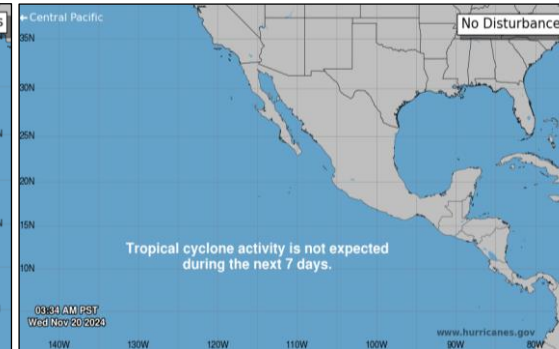 s
← Central Pacific
No Disturbance
35N
30N
25N
20N
15N
10N
Tropical cyclone activity is not expected
during the next 7 days.
03:34 AM PST
Wed Nov 20 2024
www.hurricanes.gov
140W
130W
120W
110W
100W
90W
80W